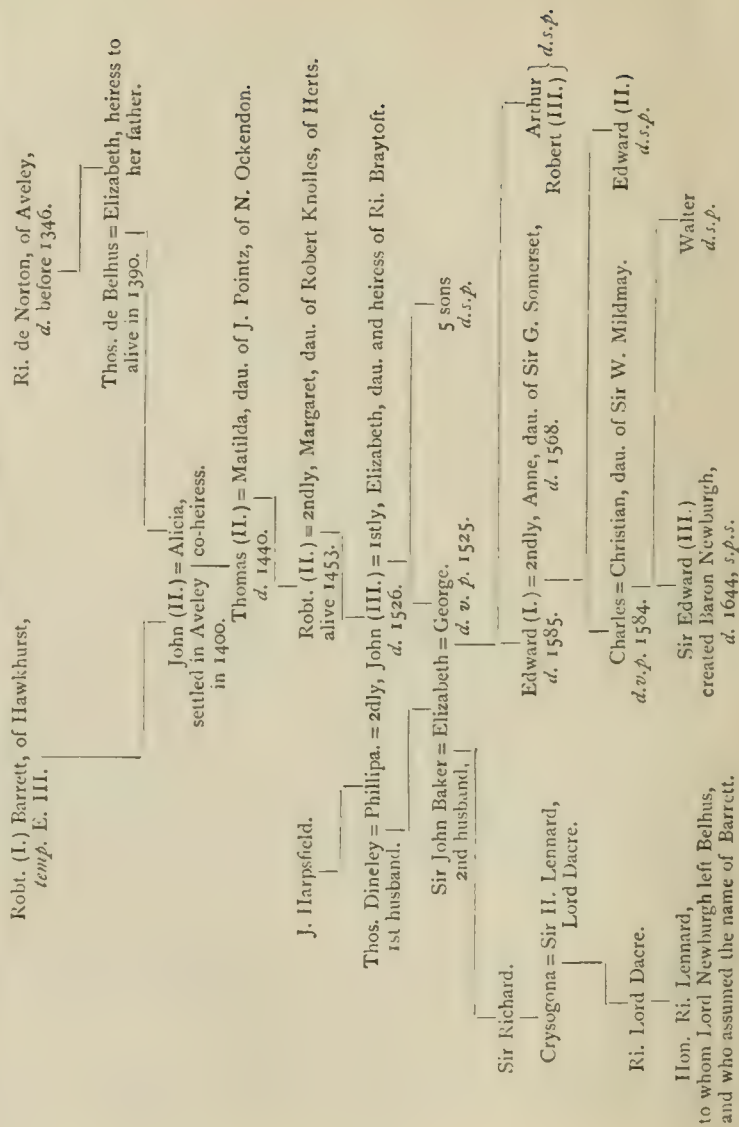 Robt. (I.) Barrett, of Hawkhurst,
temp. E. III.
Ri. de Norton, of Aveley,
d. before 1346.
Thos. de Belhus = Elizabeth, heiress to
alive in 1390. her father.
John (II.) = Alicia,
settled in Aveley co-heiress.
in 1400.
Thomas (II.) = Matilda, dau. of J. Pointz, of N. Ockendon.
d. 1440.
Robt. (II.) = 2ndly, Margaret, dau. of Robert Knolles, of Herts.
alive 1453.
J. Harpsfield.
Thos. Dineley = Phillipa. = 2dly, John (III.) = 1stly, Elizabeth, dau. and heiress of Ri. Braytoft.
1st husband. d. 1526.
Sir John Baker = Elizabeth = George. 5 sons
2nd husband. d. v. p. 1525. d.s.p.
Edward (I.) = 2ndly, Anne, dau. of Sir G. Somerset, Arthur
d. 1585. d. 1568. Robert (III.) } d.s.p.
Sir Richard. Charles = Christian, dau. of Sir W. Mildmay. Edward (II.)
d.v.p. 1584. d.s.p.
Crysogona = Sir H. Lennard,
Lord Dacre.
Sir Edward (III.) Walter
created Baron Newburgh, d.s.p.
d. 1644, s.p.s.
Ri. Lord Dacre.
Hon. Ri. Lennard,
to whom Lord Newburgh left Belhus,
and who assumed the name of Barrett.